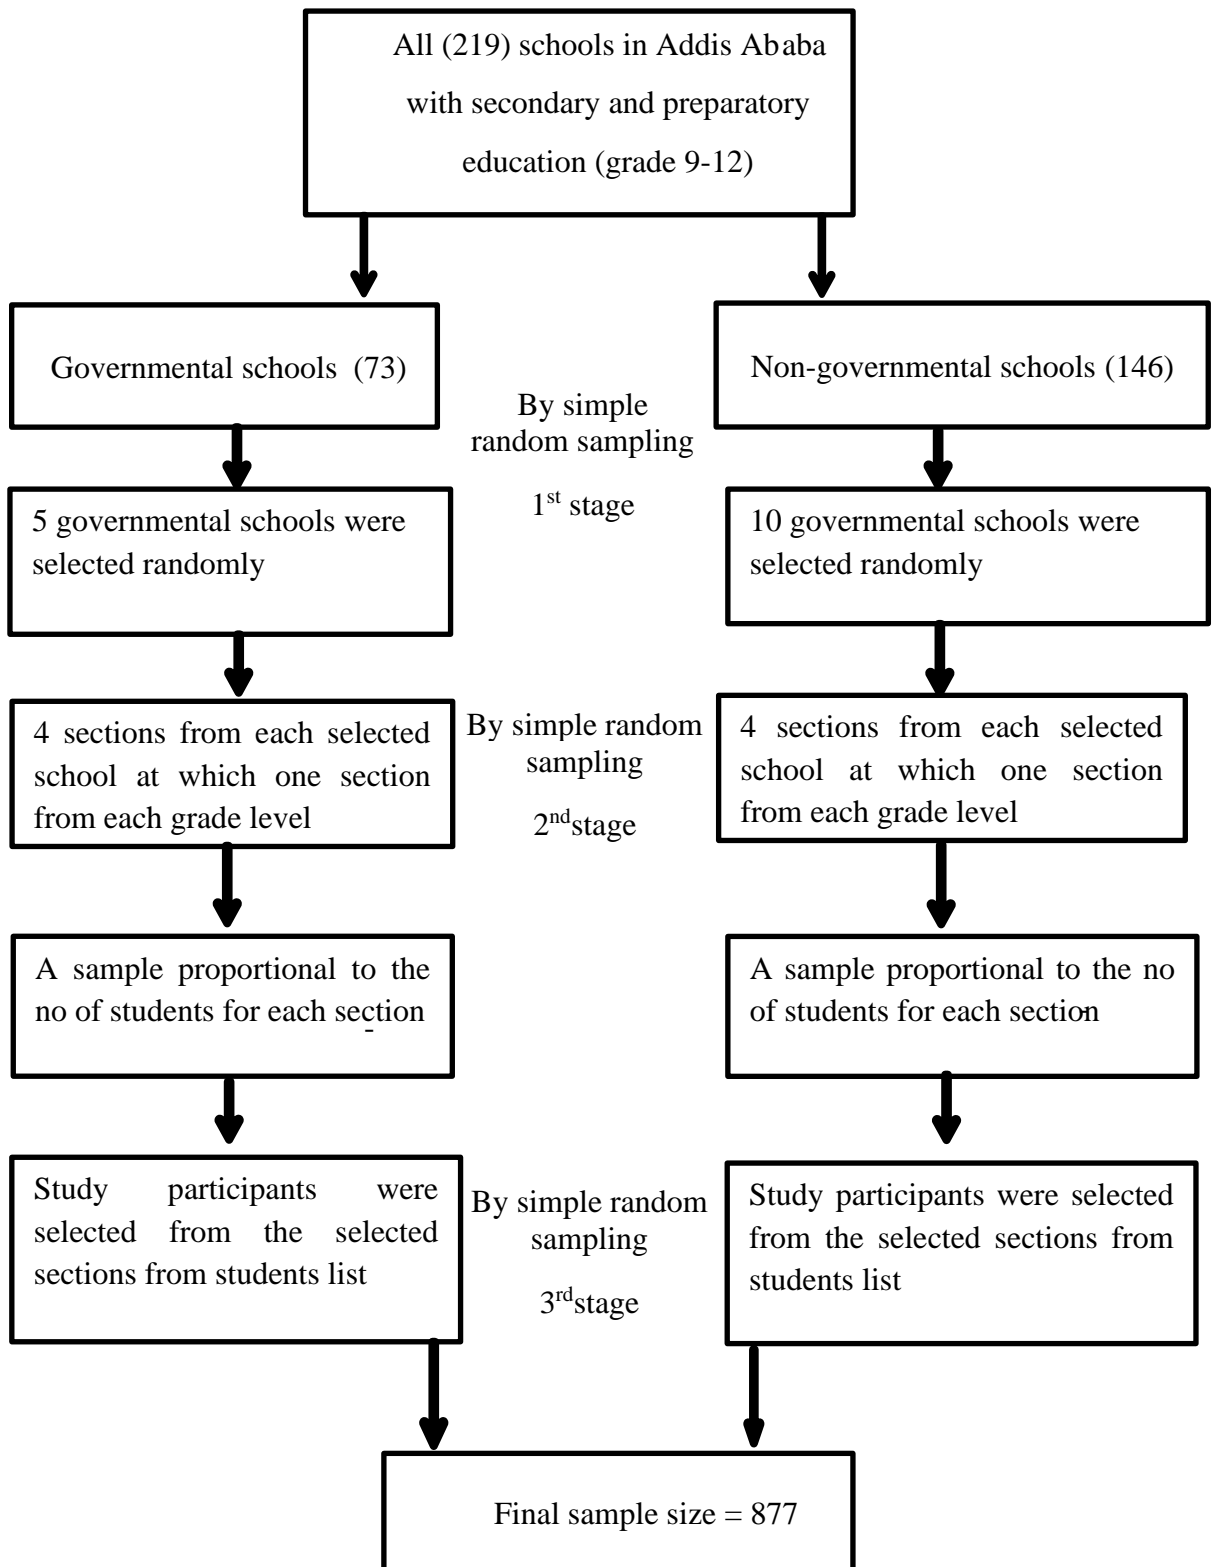 All (219) schools in Addis Ababa
with secondary and preparatory
education (grade 9-12)
Governmental schools (73)
Non-governmental schools (146)
By simple
random sampling
1st stage
5 governmental schools were
selected randomly
10 governmental schools were
selected randomly
4 sections from each selected
school at which one section
from each grade level
By simple random
sampling
2nd stage
4 sections from each selected
school at which one section
from each grade level
A sample proportional to the
no of students for each section
A sample proportional to the no
of students for each section
Study participants were
selected from the selected
sections from students list
By simple random
sampling
3rd stage
Study participants were selected
from the selected sections from
students list
Final sample size = 877